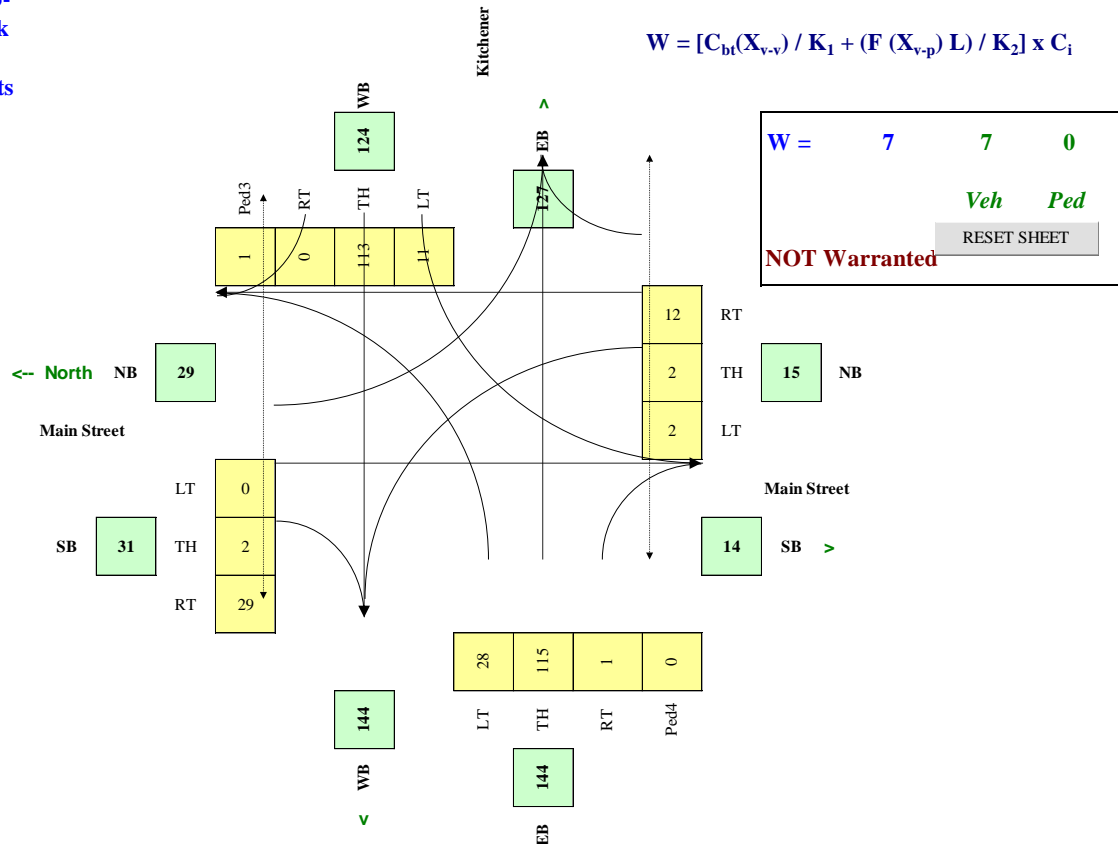 k
ts
W = [Cbt(Xv-v) / K1 + (F (Xv-p) L) / K2] x Ci
Kitchener
W = 7 7 0
Veh Ped
RESET SHEET
NOT Warranted
WB
124
^
EB
127
Ped3 RT TH LT
1 0 113 11
12 RT
<-- North NB 29
2 TH 15 NB
Main Street
2 LT
LT 0
Main Street
SB 31 TH 2
14 SB >
RT 29
28 115 1 0
LT TH RT Ped4
144
WB
v
144
EB